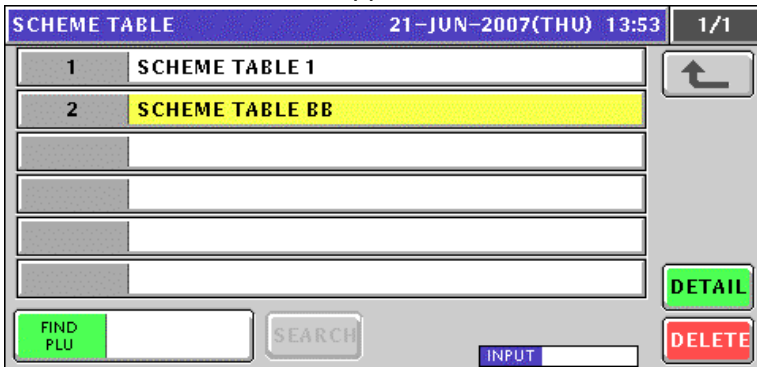 SCHEME TABLE 21-JUN-2007(THU) 13:53 1/1
1 SCHEME TABLE 1
2 SCHEME TABLE BB
DETAIL
FIND
PLU
SEARCH
DELETE
INPUT